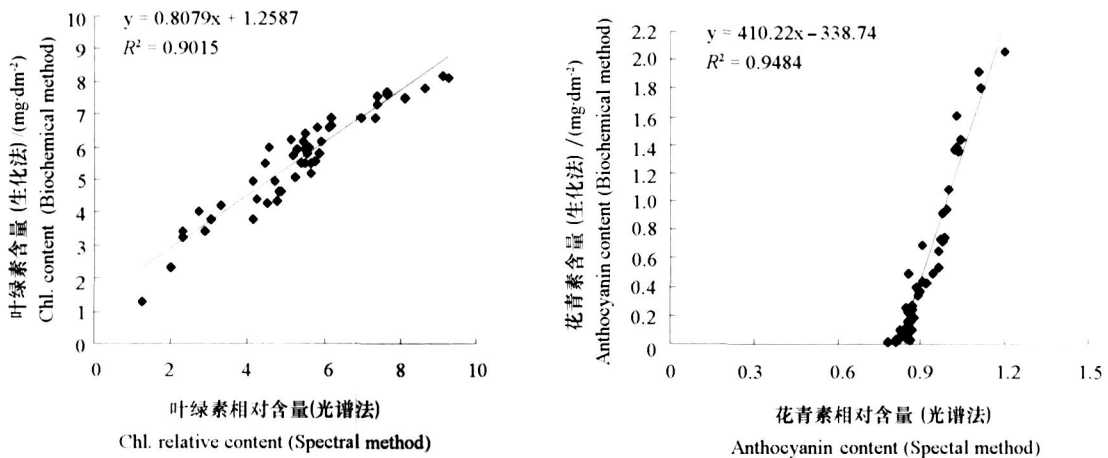 y = 0.8079x + 1.2587
R² = 0.9015
10
9
8
7
6
5
4
3
2
1
0
0 2 4 6 8 10
叶绿素含量 (生化法) /(mg·dm⁻²)
Chl. content (Biochemical method)
叶绿素相对含量(光谱法)
Chl. relative content (Spectral method)
y = 410.22x − 338.74
R² = 0.9484
2.2
2.0
1.8
1.6
1.4
1.2
1.0
0.8
0.6
0.4
0.2
0
0 0.3 0.6 0.9 1.2 1.5
花青素含量 (生化法) / (mg·dm⁻²)
Anthocyanin content (Biochemical method)
花青素相对含量 (光谱法)
Anthocyanin content (Spectal method)